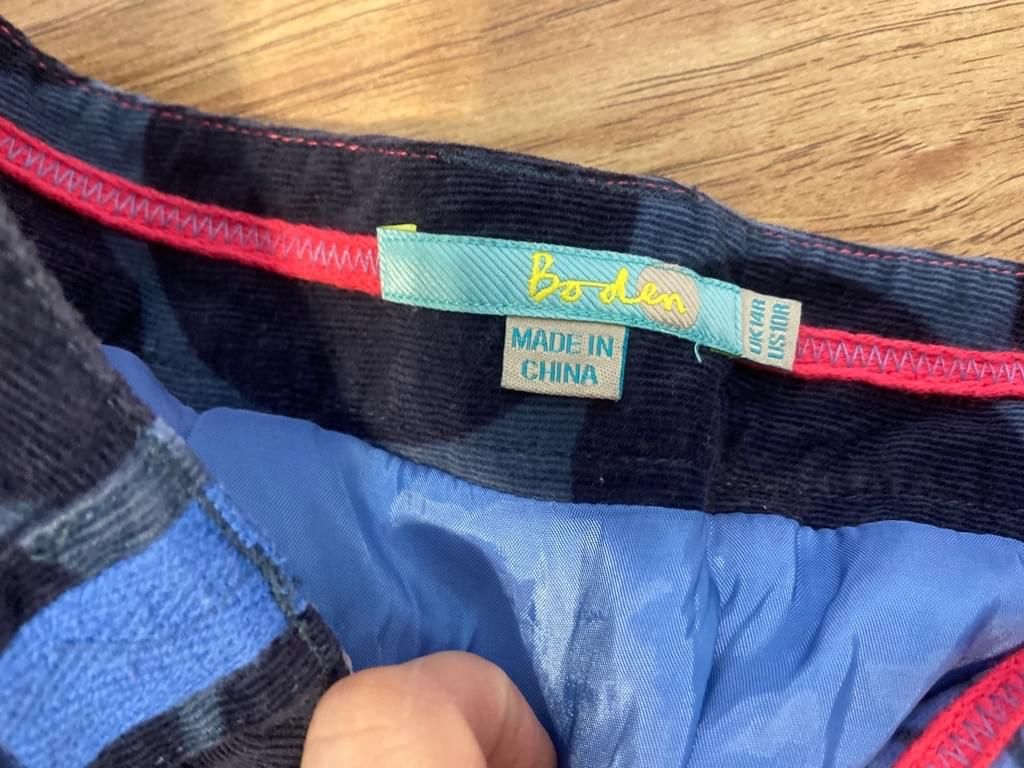 Boden
MADE IN
CHINA
UK14R
US10R